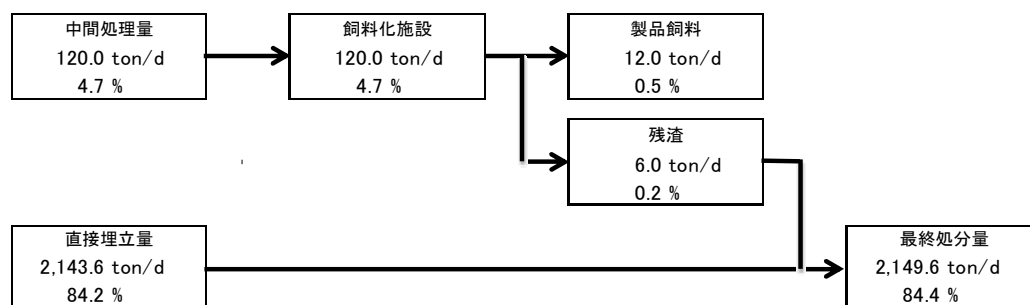 中間処理量
120.0 ton/d
4.7 %
飼料化施設
120.0 ton/d
4.7 %
製品飼料
12.0 ton/d
0.5 %
残渣
6.0 ton/d
0.2 %
直接埋立量
2,143.6 ton/d
84.2 %
最終処分量
2,149.6 ton/d
84.4 %